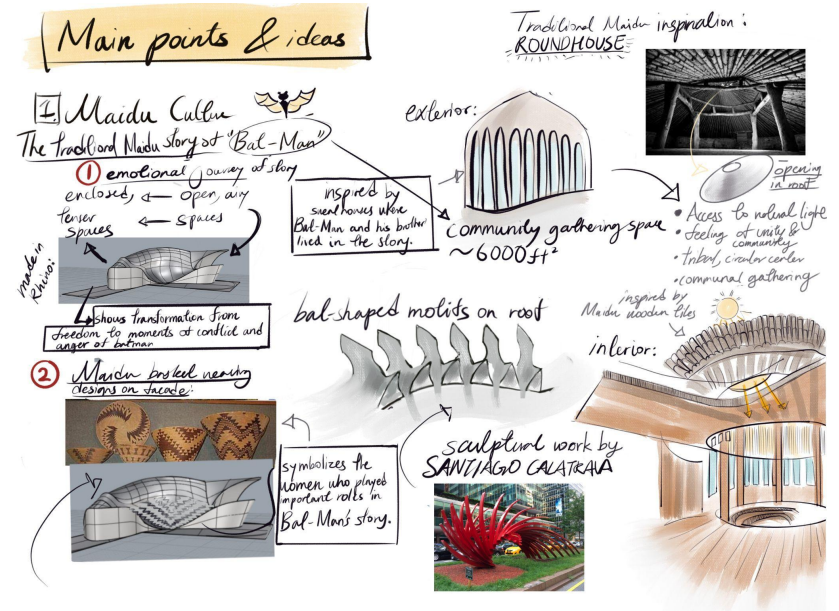 Main points & ideas
1 Maidu Culture
The traditional Maidu story of "Bat-Man"
1 emotional journey of story
enclosed, ← open, airy
tenser ← spaces
spaces
made in
Rhino:
shows transformation from
freedom to moments of conflict and
anger of batman
2 Maidu basket weaving
designs on facade:
symbolizes the
women who played
important roles in
Bat-Man's story.
exterior:
inspired by
sweathouses where
Bat-Man and his brother
lived in the story.
community gathering space
~6000ft²
bat-shaped motifs on roof
sculptural work by
SANTIAGO CALATRAVA
Traditional Maidu inspiration:
ROUNDHOUSE
opening
in roof
• Access to natural light
• feeling of unity &
community
• tribal, circular center
• communal gathering
inspired by
Maidu wooden tiles
interior: